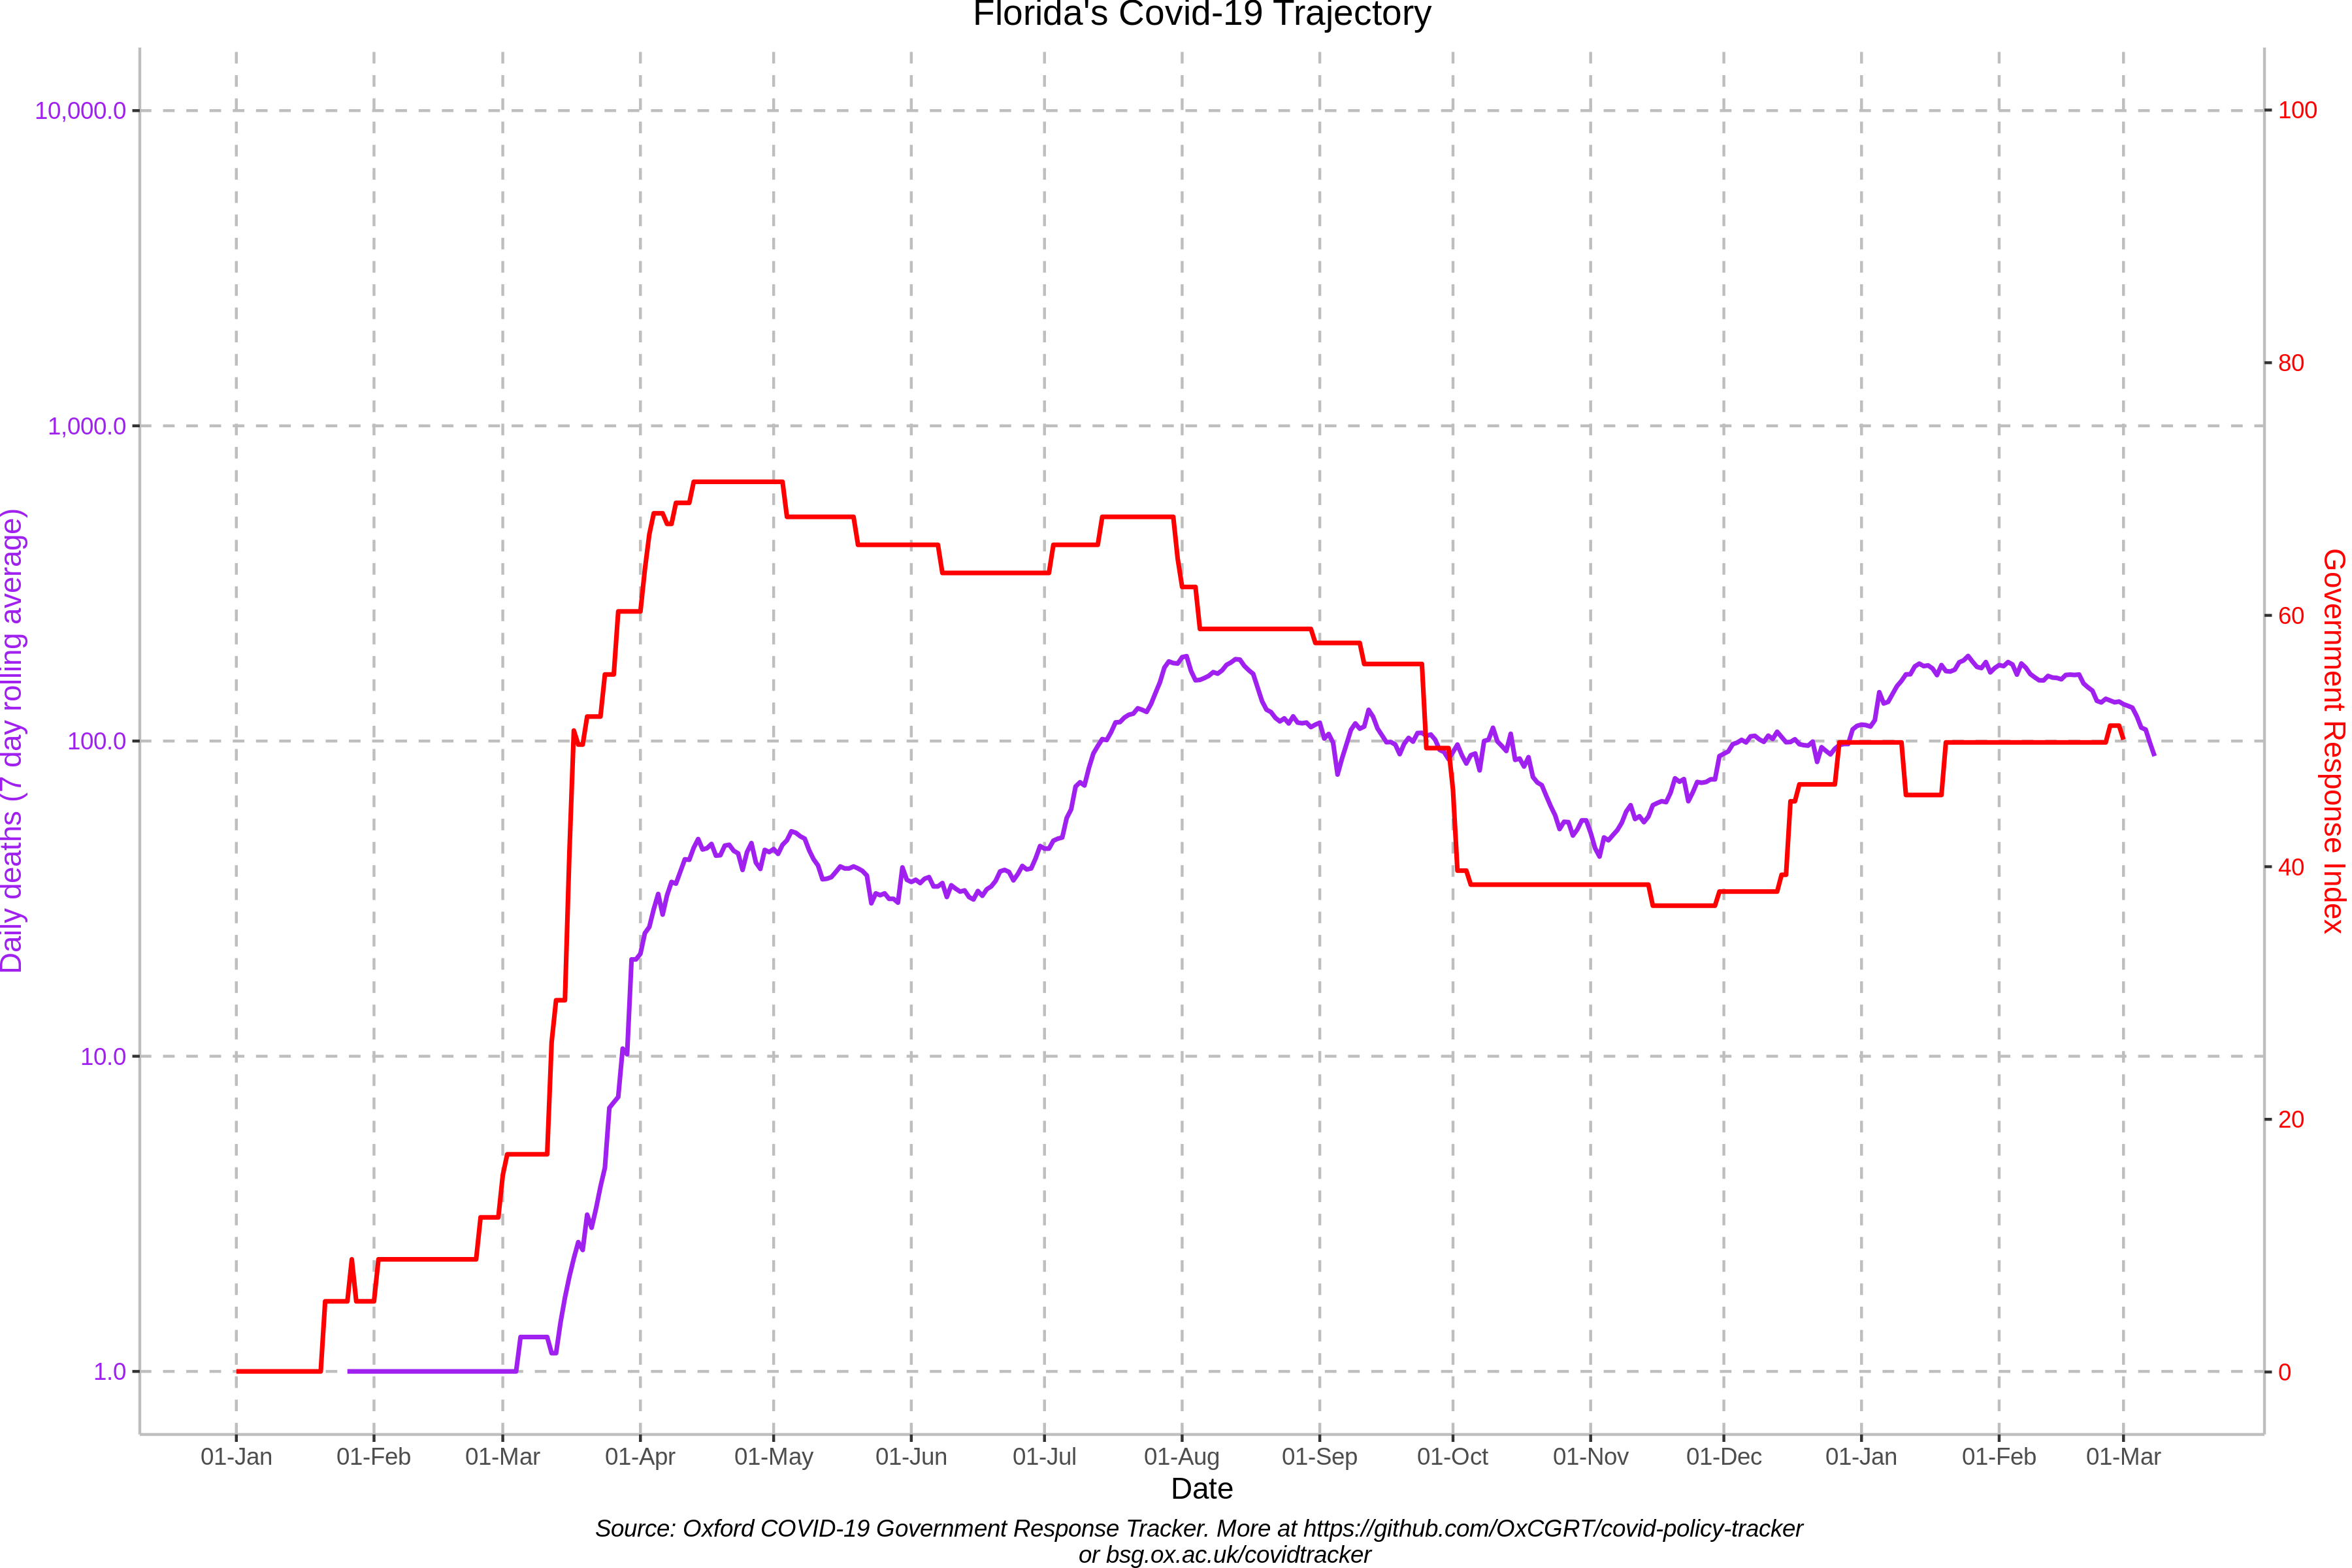 Florida's Covid-19 Trajectory
10,000.0
1,000.0
100.0
10.0
1.0
Daily deaths (7 day rolling average)
100
80
60
40
20
0
Government Response Index
01-Jan 01-Feb 01-Mar 01-Apr 01-May 01-Jun 01-Jul 01-Aug 01-Sep 01-Oct 01-Nov 01-Dec 01-Jan 01-Feb 01-Mar
Date
Source: Oxford COVID-19 Government Response Tracker. More at https://github.com/OxCGRT/covid-policy-tracker
or bsg.ox.ac.uk/covidtracker